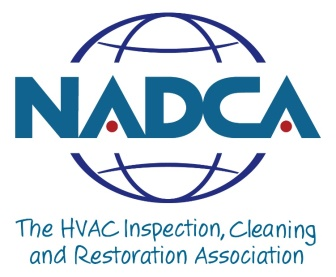 NADCA
The HVAC Inspection, Cleaning
and Restoration Association